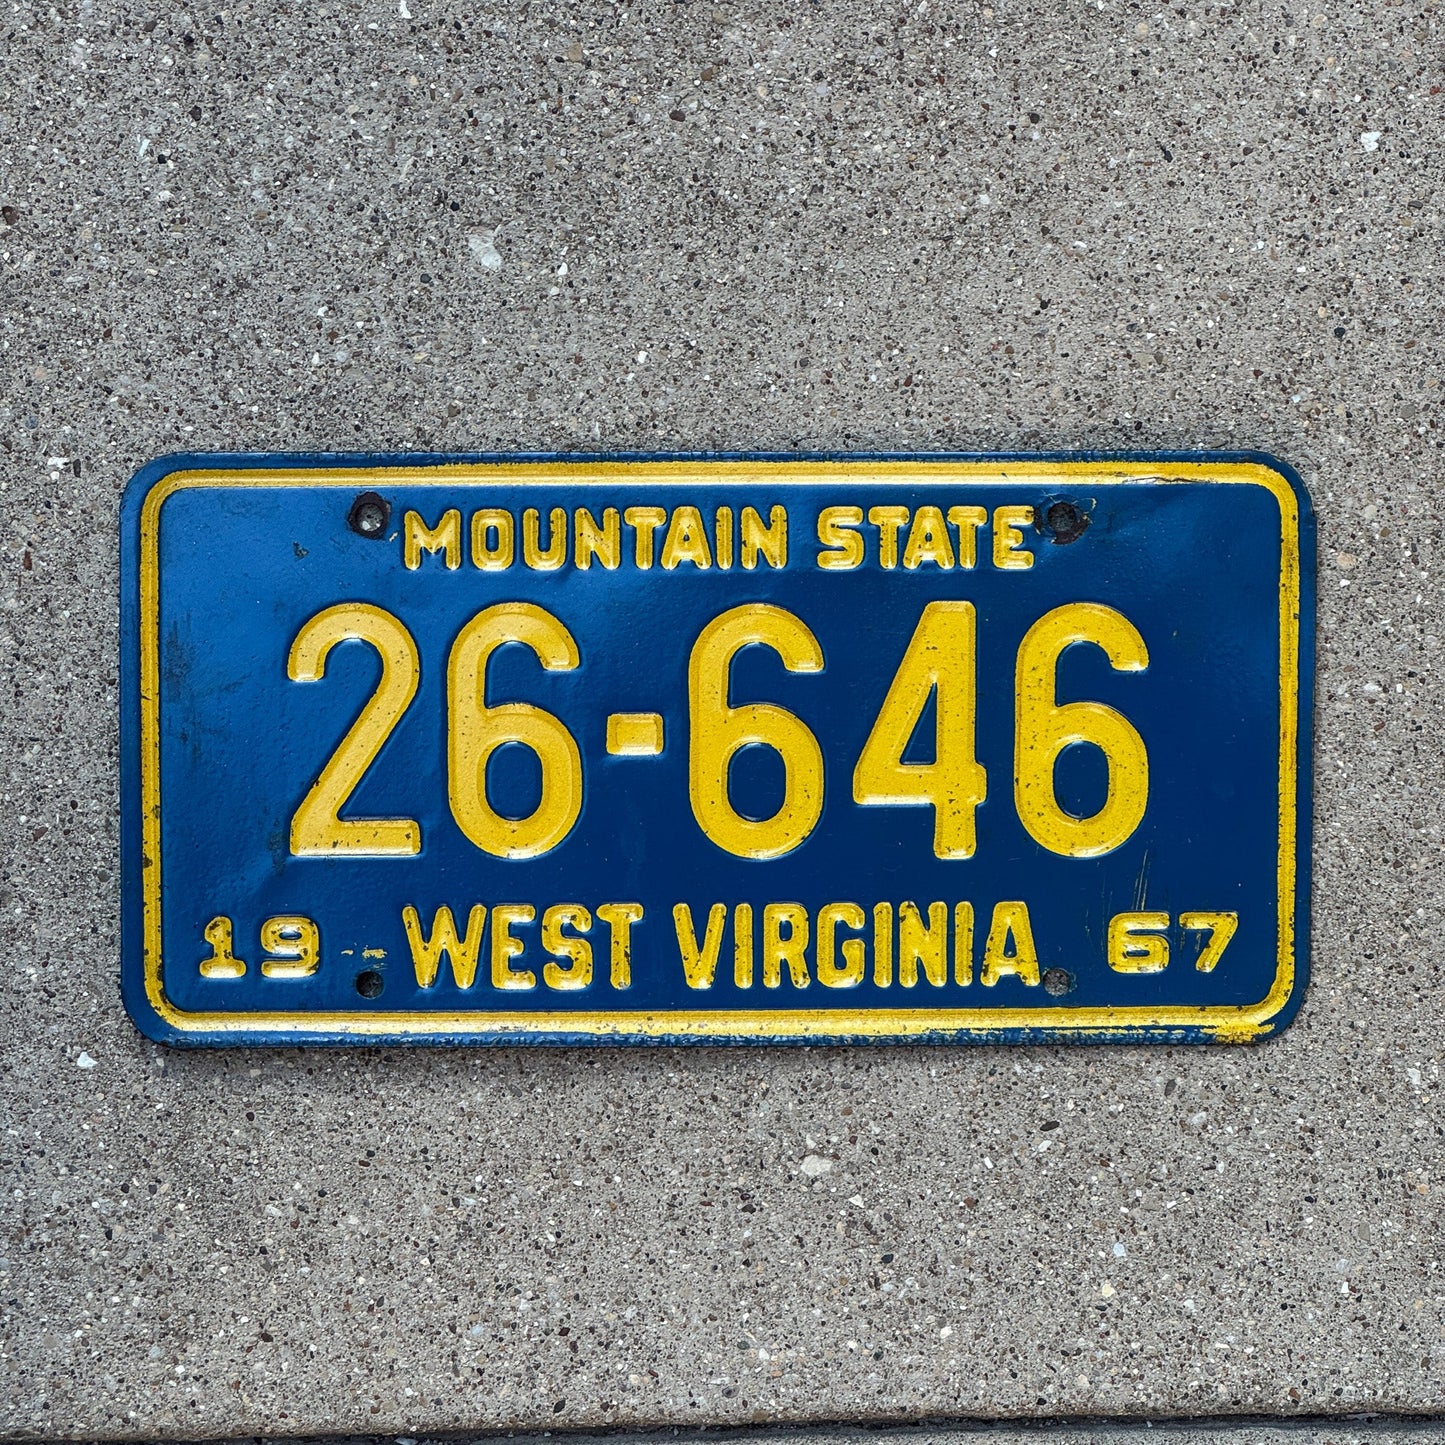 MOUNTAIN STATE
26-646
19 WEST VIRGINIA 67